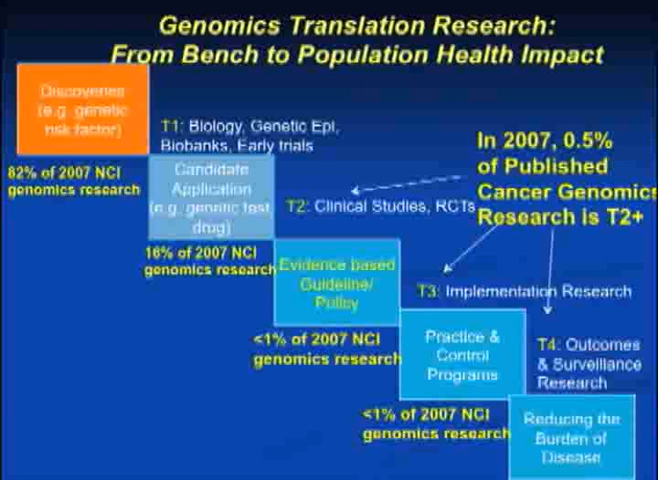 Genomics Translation Research:
From Bench to Population Health Impact
Discoveries
(e.g. genetic
risk factor)
T1: Biology, Genetic Epi,
Biobanks, Early trials
82% of 2007 NCI
genomics research
Candidate
Application
(e.g. genetic test,
drug)
T2: Clinical Studies, RCTs
In 2007, 0.5%
of Published
Cancer Genomics
Research is T2+
16% of 2007 NCI
genomics research
Evidence based
Guideline/
Policy
T3: Implementation Research
<1% of 2007 NCI
genomics research
Practice &
Control
Programs
T4: Outcomes
& Surveillance
Research
<1% of 2007 NCI
genomics research
Reducing the
Burden of
Disease